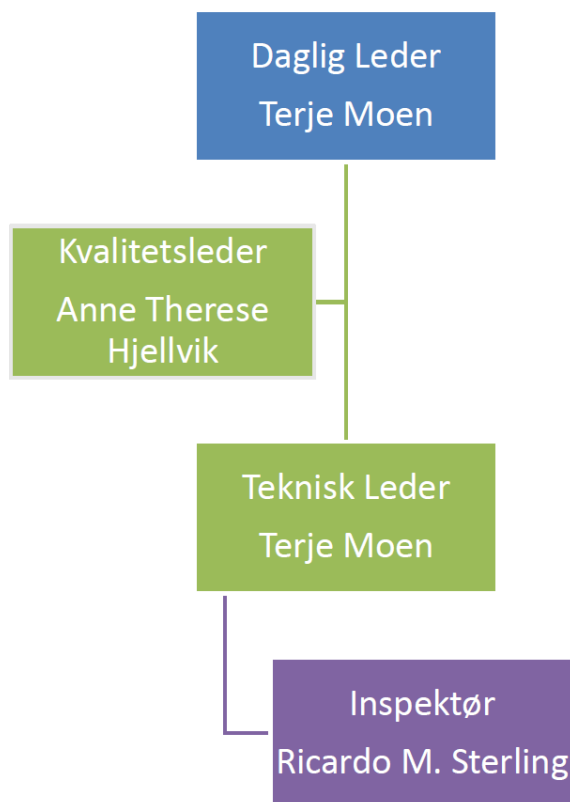 Daglig Leder
Terje Moen
Kvalitetsleder
Anne Therese
Hjellvik
Teknisk Leder
Terje Moen
Inspektør
Ricardo M. Sterling